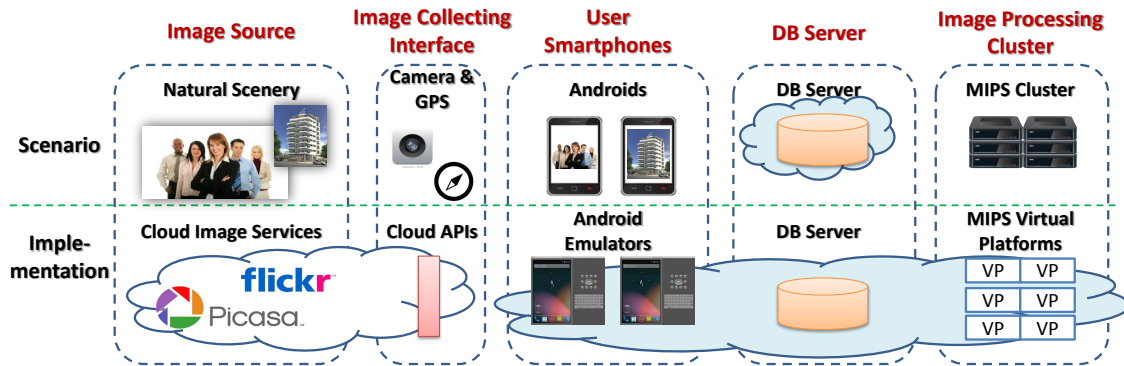 Image Source
Image Collecting
Interface
User
Smartphones
DB Server
Image Processing
Cluster
Scenario
Natural Scenery
Camera &
GPS
Androids
DB Server
MIPS Cluster
Imple-
mentation
Cloud Image Services
flickr™
Picasa™
Cloud APIs
Android
Emulators
DB Server
MIPS Virtual
Platforms
VP VP
VP VP
VP VP